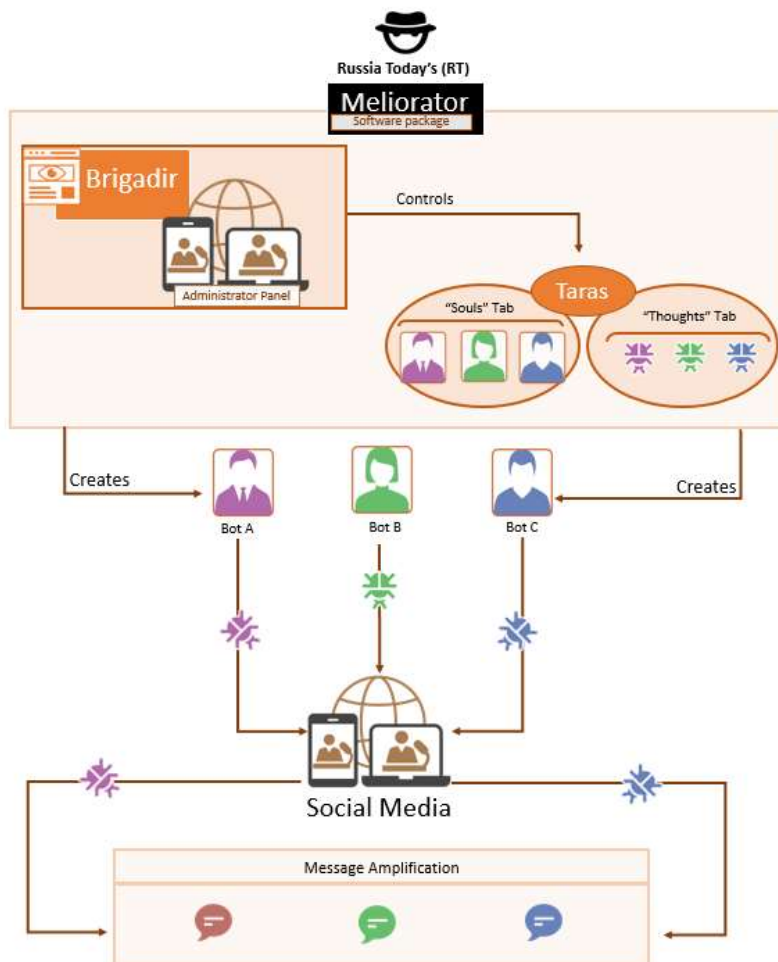 Russia Today's (RT)
Meliorator
Software package
Brigadir
Administrator Panel
Controls
Taras
"Souls" Tab
"Thoughts" Tab
Creates
Creates
Bot A
Bot B
Bot C
Social Media
Message Amplification